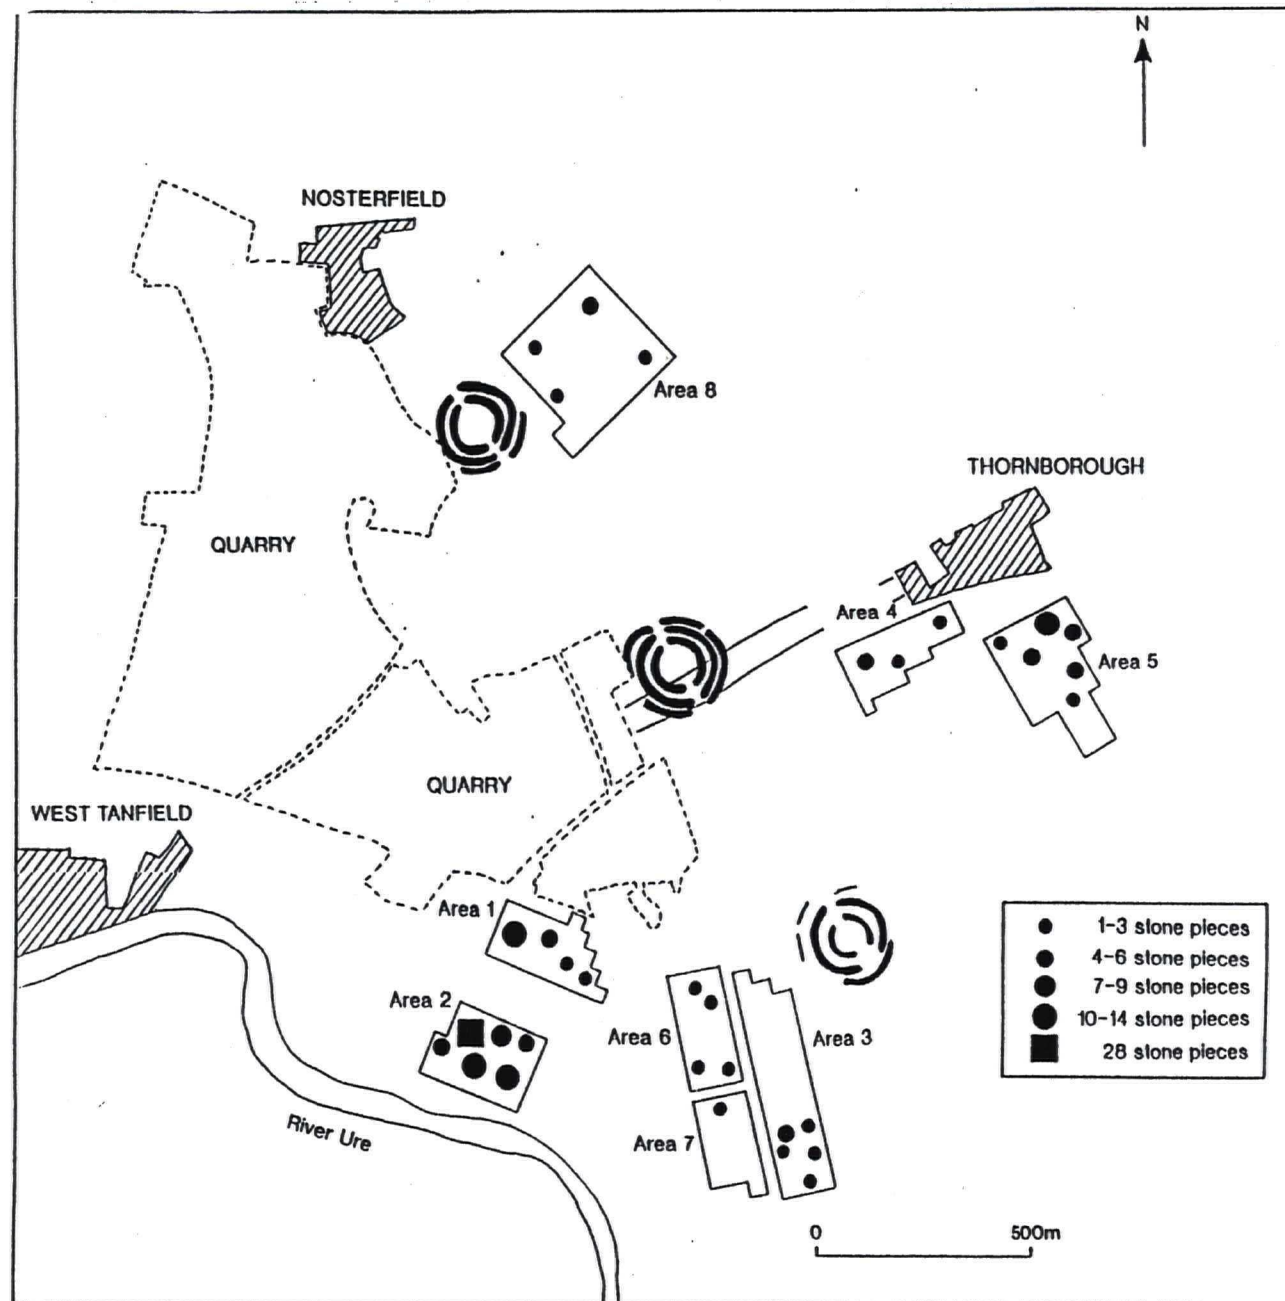 N
NOSTERFIELD
Area 8
THORNBOROUGH
QUARRY
Area 4
Area 5
QUARRY
WEST TANFIELD
Area 1
1-3 stone pieces
4-6 stone pieces
7-9 stone pieces
10-14 stone pieces
28 stone pieces
Area 2
Area 6
Area 3
River Ure
Area 7
0 500m